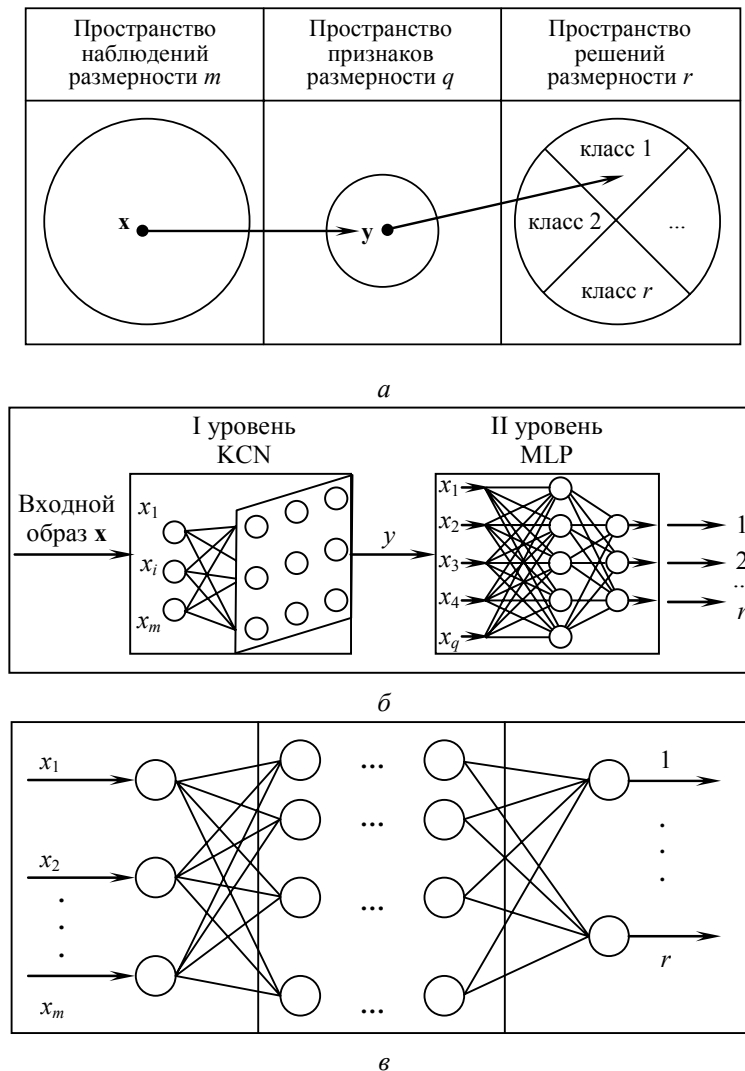 Пространство
наблюдений
размерности m
Пространство
признаков
размерности q
Пространство
решений
размерности r
x
y
класс 1
класс 2
...
класс r
а
I уровень
KCN
II уровень
MLP
Входной
образ x
x1
xi
xm
y
x1
x2
x3
x4
xq
1
2
...
r
б
x1
x2
.
.
.
xm
...
...
...
...
1
.
.
.
r
в